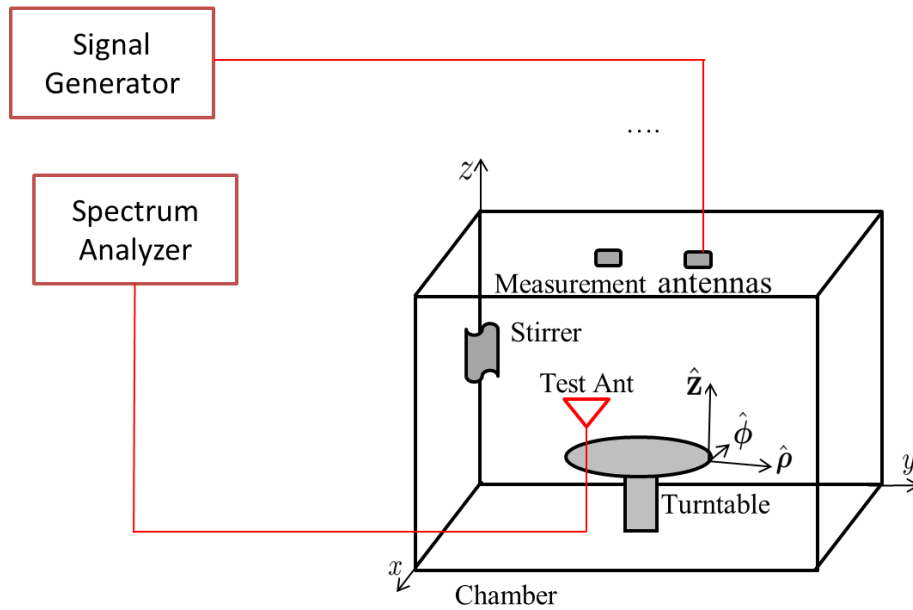 Signal
Generator
....
z
Spectrum
Analyzer
Measurement antennas
Stirrer
Test Ant
ẑ
ϕ̂
ρ̂
y
Turntable
x
Chamber